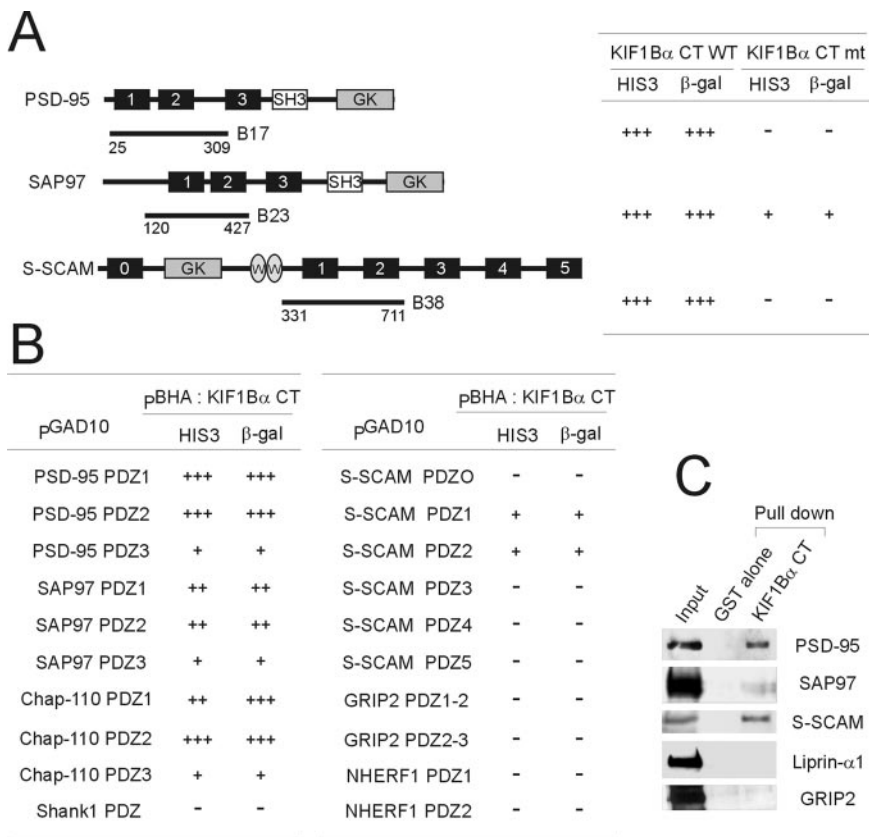 A
KIF1Bα CT WT KIF1Bα CT mt
HIS3 β-gal HIS3 β-gal
PSD-95 1 2 3 SH3 GK
25 309 B17
+++ +++ - -
SAP97 1 2 3 SH3 GK
120 427 B23
+++ +++ + +
S-SCAM 0 GK W W 1 2 3 4 5
331 711 B38
+++ +++ - -
B
pGAD10 pBHA : KIF1Bα CT
HIS3 β-gal
PSD-95 PDZ1 +++ +++
PSD-95 PDZ2 +++ +++
PSD-95 PDZ3 + +
SAP97 PDZ1 ++ ++
SAP97 PDZ2 ++ ++
SAP97 PDZ3 + +
Chap-110 PDZ1 ++ +++
Chap-110 PDZ2 +++ +++
Chap-110 PDZ3 + +
Shank1 PDZ - -
pGAD10 pBHA : KIF1Bα CT
HIS3 β-gal
S-SCAM PDZO - -
S-SCAM PDZ1 + +
S-SCAM PDZ2 + +
S-SCAM PDZ3 - -
S-SCAM PDZ4 - -
S-SCAM PDZ5 - -
GRIP2 PDZ1-2 - -
GRIP2 PDZ2-3 - -
NHERF1 PDZ1 - -
NHERF1 PDZ2 - -
C
Pull down
Input GST alone KIF1Bα CT
PSD-95
SAP97
S-SCAM
Liprin-α1
GRIP2